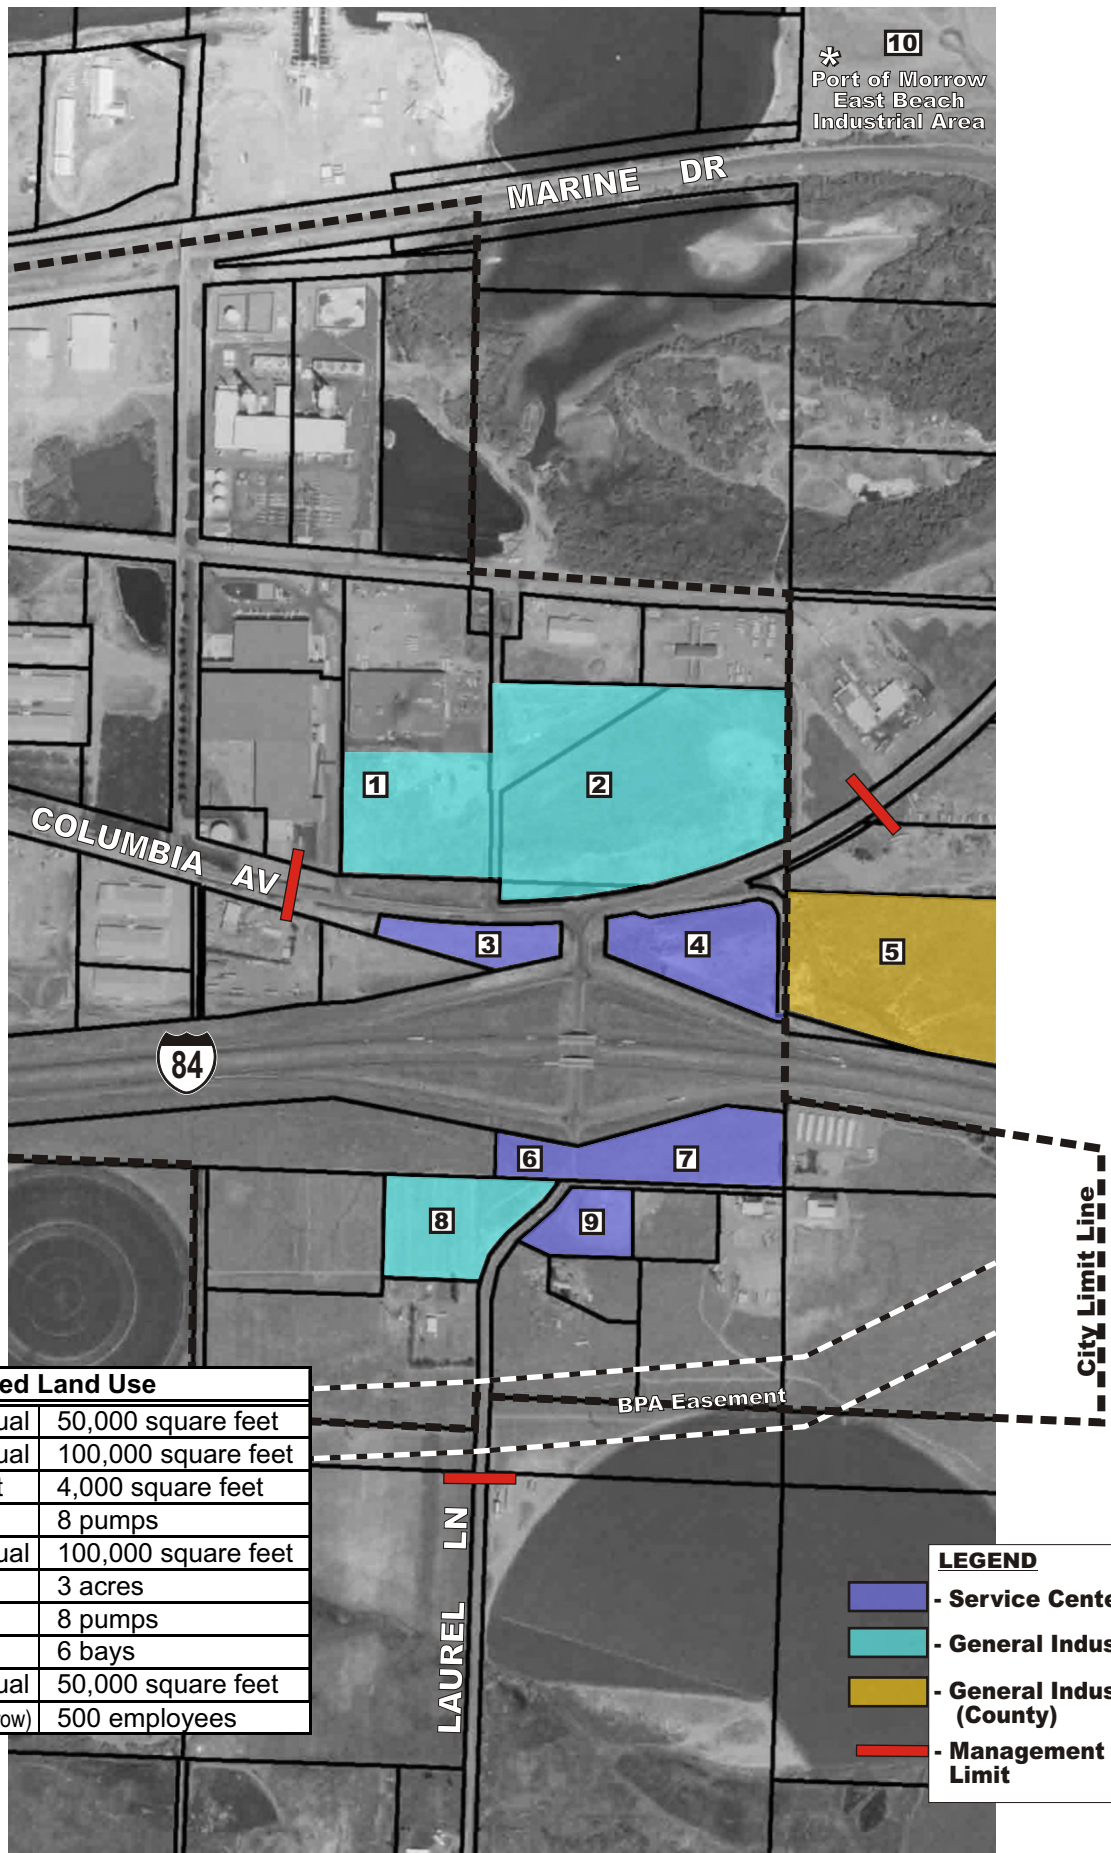 10
*
Port of Morrow
East Beach
Industrial Area
MARINE DR
1
2
COLUMBIA AV
3
4
5
84
6
7
8
9
City Limit Line
BPA Easement
ed Land Use
ual 50,000 square feet
ual 100,000 square feet
t 4,000 square feet
8 pumps
ual 100,000 square feet
3 acres
8 pumps
6 bays
ual 50,000 square feet
row) 500 employees
LAUREL LN
LEGEND
- Service Cente
- General Indus
- General Indus
(County)
- Management
Limit